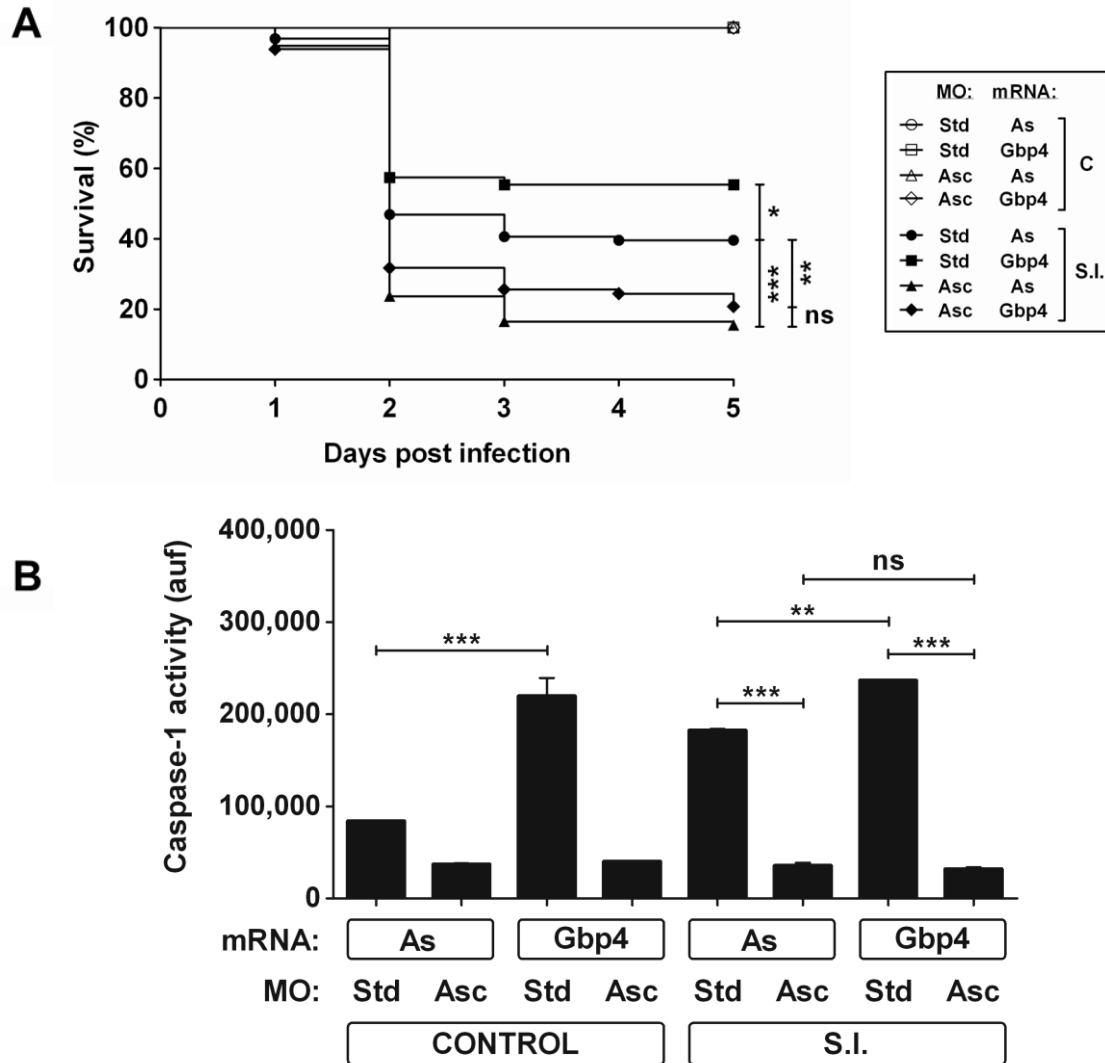 A
Survival (%)
100
80
60
40
20
0
0 1 2 3 4 5
Days post infection
*
***
**
ns
MO: mRNA:
Std As
Std Gbp4
Asc As
Asc Gbp4
C
Std As
Std Gbp4
Asc As
Asc Gbp4
S.I.
B
Caspase-1 activity (auf)
400,000
300,000
200,000
100,000
0
***
**
***
***
ns
mRNA: As Gbp4 As Gbp4
MO: Std Asc Std Asc Std Asc Std Asc
CONTROL S.I.